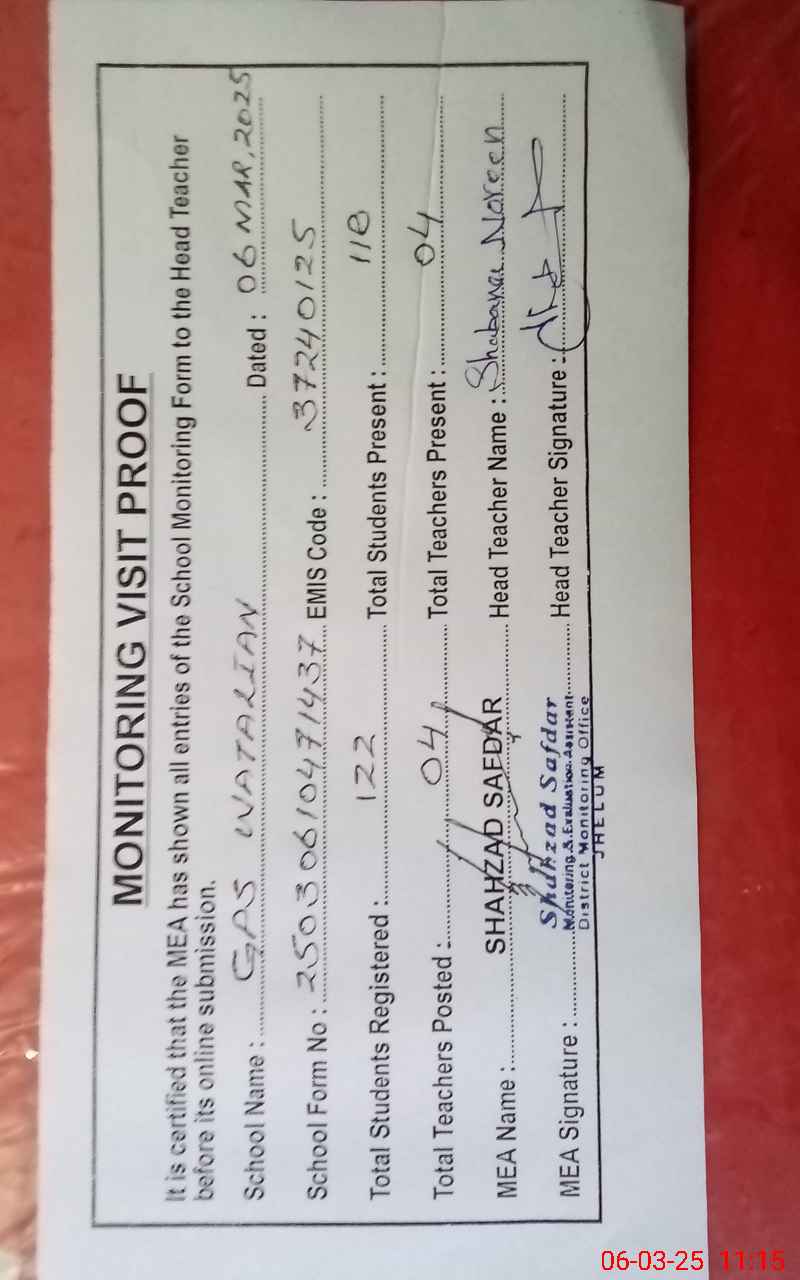 MONITORING VISIT PROOF
It is certified that the MEA has shown all entries of the School Monitoring Form to the Head Teacher
before its online submission.
School Name : GPS WATALIAN Dated : 06 MAR, 2025
School Form No : 2503061047 1437 EMIS Code : 37240125
Total Students Registered : 122 Total Students Present : 118
Total Teachers Posted : 04 Total Teachers Present : 04
MEA Name : SHAHZAD SAFDAR Head Teacher Name : Shabana Noreen
MEA Signature : Head Teacher Signature :
Shahzad Safdar
Monitoring & Evaluation Assistant
District Monitoring Office
JHELUM
06-03-25 11:15